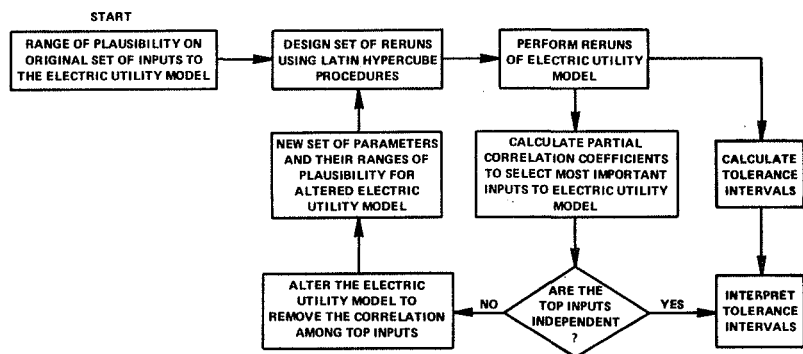 START
RANGE OF PLAUSIBILITY ON
ORIGINAL SET OF INPUTS TO
THE ELECTRIC UTILITY MODEL
DESIGN SET OF RERUNS
USING LATIN HYPERCUBE
PROCEDURES
PERFORM RERUNS
OF ELECTRIC UTILITY
MODEL
NEW SET OF PARAMETERS
AND THEIR RANGES OF
PLAUSIBILITY FOR
ALTERED ELECTRIC
UTILITY MODEL
CALCULATE PARTIAL
CORRELATION COEFFICIENTS
TO SELECT MOST IMPORTANT
INPUTS TO ELECTRIC UTILITY
MODEL
CALCULATE
TOLERANCE
INTERVALS
ALTER THE ELECTRIC
UTILITY MODEL TO
REMOVE THE CORRELATION
AMONG TOP INPUTS
NO
ARE THE
TOP INPUTS
INDEPENDENT
?
YES
INTERPRET
TOLERANCE
INTERVALS